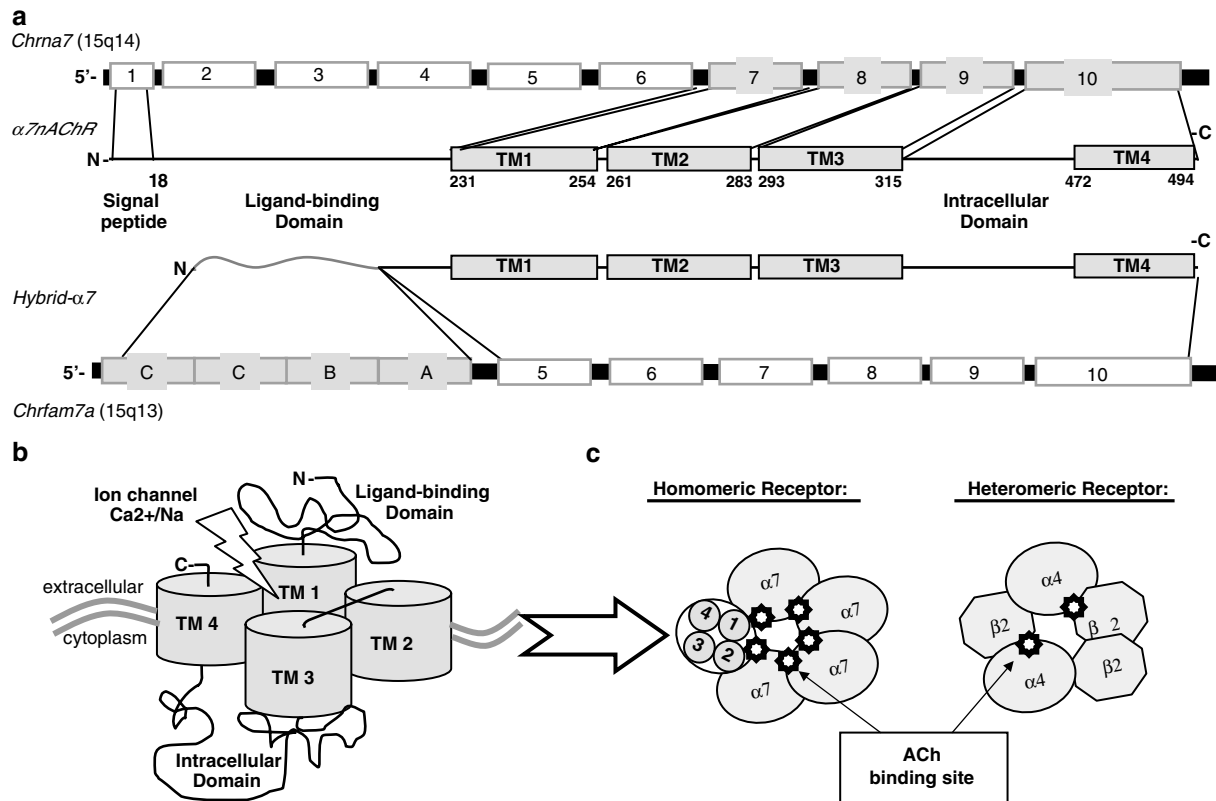 a
Chrna7 (15q14)
5'- 1 2 3 4 5 6 7 8 9 10
α7nAChR
-C
N- TM1 TM2 TM3 TM4
18 231 254 261 283 293 315 472 494
Signal
peptide
Ligand-binding
Domain
Intracellular
Domain
-C
N- TM1 TM2 TM3 TM4
Hybrid-α7
5'- C C B A 5 6 7 8 9 10
Chrfam7a (15q13)
b
Ion channel
Ca2+/Na
N-
Ligand-binding
Domain
C-
extracellular
cytoplasm
TM 1
TM 4
TM 2
TM 3
Intracellular
Domain
c
Homomeric Receptor:
α7
α7
4 1
3 2
α7
α7
Heteromeric Receptor:
α4
β2
β 2
α4
β2
ACh
binding site